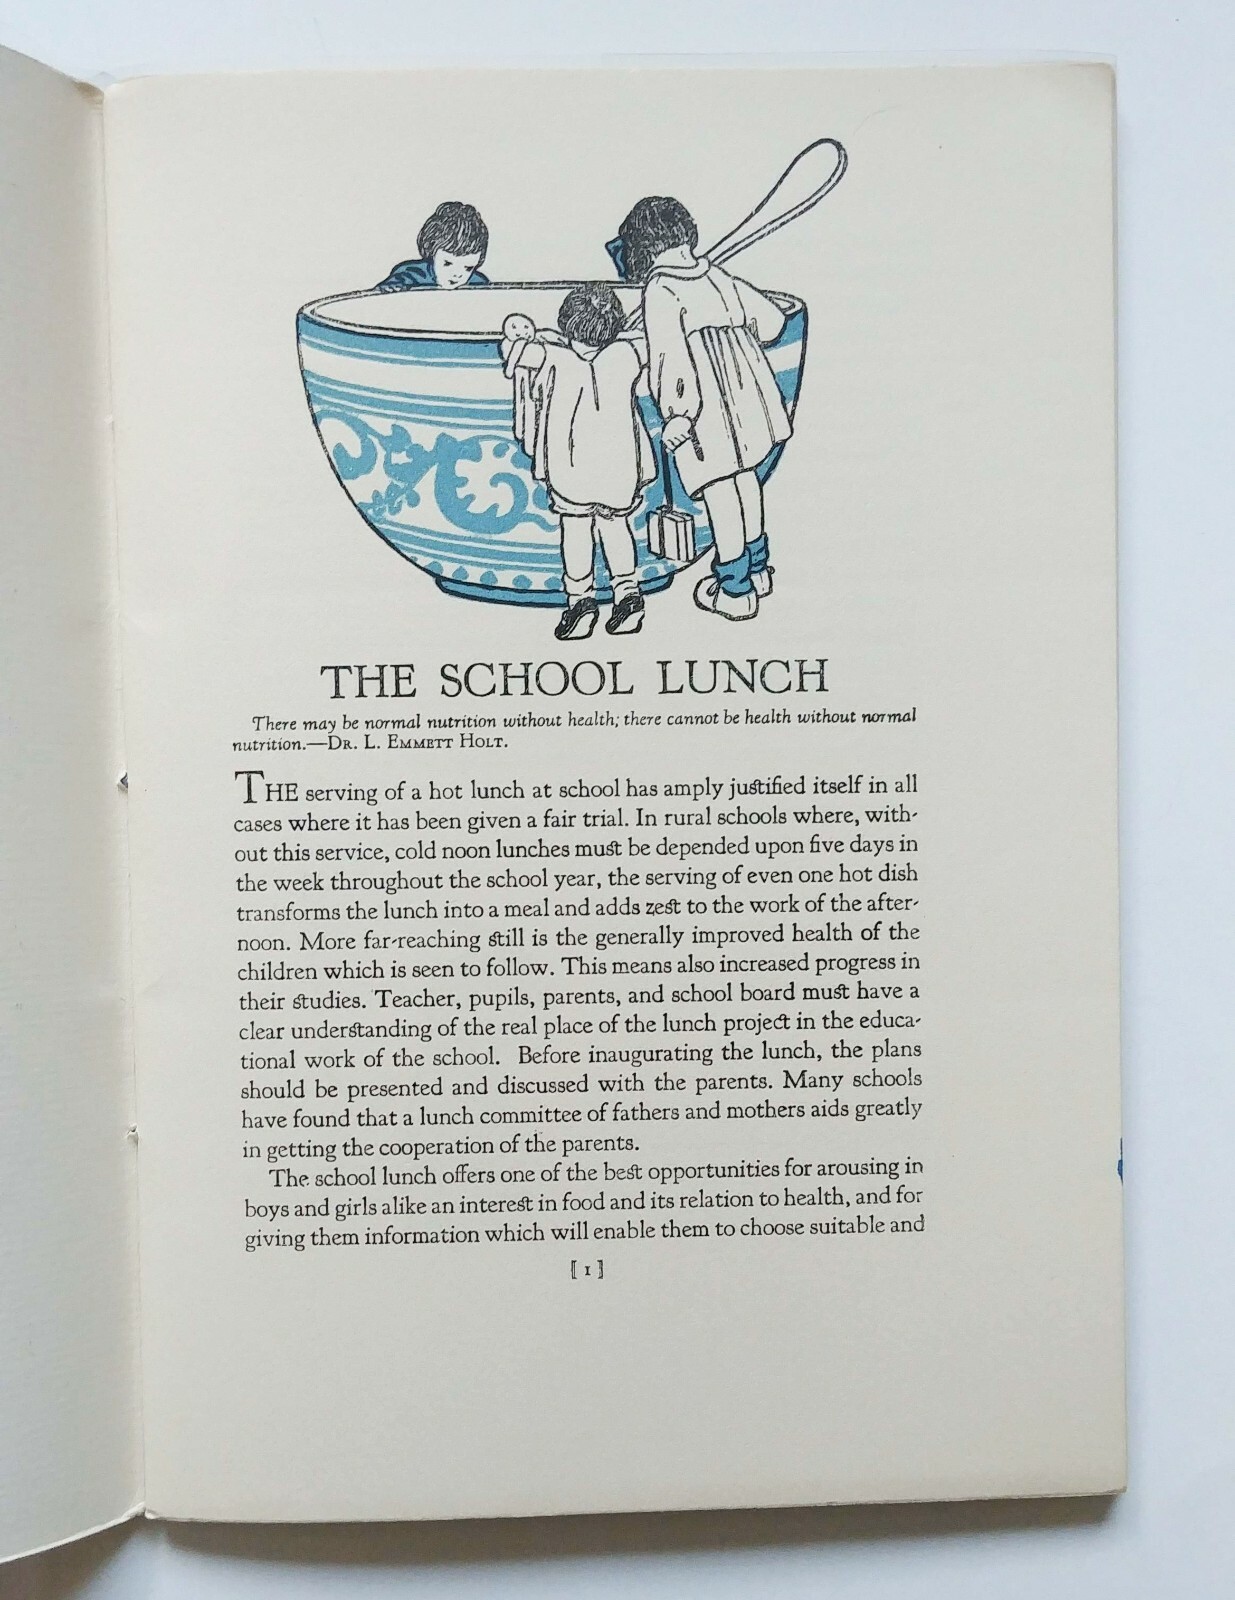 THE SCHOOL LUNCH
There may be normal nutrition without health; there cannot be health without normal
nutrition.—DR. L. EMMETT HOLT.
THE serving of a hot lunch at school has amply justified itself in all
cases where it has been given a fair trial. In rural schools where, with-
out this service, cold noon lunches must be depended upon five days in
the week throughout the school year, the serving of even one hot dish
transforms the lunch into a meal and adds zest to the work of the after-
noon. More far-reaching still is the generally improved health of the
children which is seen to follow. This means also increased progress in
their studies. Teacher, pupils, parents, and school board must have a
clear understanding of the real place of the lunch project in the educa-
tional work of the school. Before inaugurating the lunch, the plans
should be presented and discussed with the parents. Many schools
have found that a lunch committee of fathers and mothers aids greatly
in getting the cooperation of the parents.
The school lunch offers one of the best opportunities for arousing in
boys and girls alike an interest in food and its relation to health, and for
giving them information which will enable them to choose suitable and
[ 1 ]